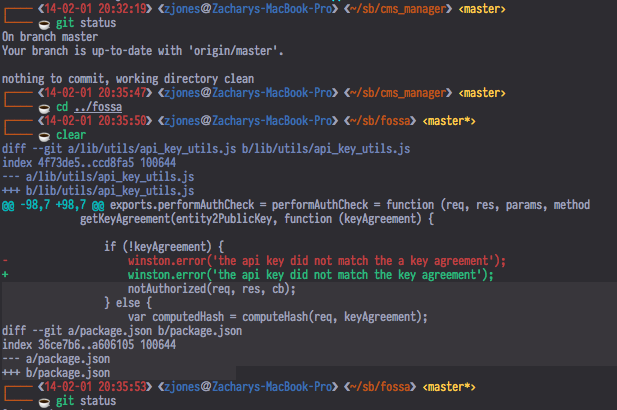 ❮14-02-01 20:32:19❯ ❮zjones@Zacharys-MacBook-Pro❯ ❮~/sb/cms_manager❯ <master>
git status
On branch master
Your branch is up-to-date with 'origin/master'.
nothing to commit, working directory clean
❮14-02-01 20:35:47❯ ❮zjones@Zacharys-MacBook-Pro❯ ❮~/sb/cms_manager❯ <master>
cd ../fossa
❮14-02-01 20:35:50❯ ❮zjones@Zacharys-MacBook-Pro❯ ❮~/sb/fossa❯ <master*>
clear
diff --git a/lib/utils/api_key_utils.js b/lib/utils/api_key_utils.js
index 4f73de5..ccd8fa5 100644
--- a/lib/utils/api_key_utils.js
+++ b/lib/utils/api_key_utils.js
@@ -98,7 +98,7 @@ exports.performAuthCheck = performAuthCheck = function (req, res, params, method
getKeyAgreement(entity2PublicKey, function (keyAgreement) {
if (!keyAgreement) {
- winston.error('the api key did not match the a key agreement');
+ winston.error('the api key did not match the key agreement');
notAuthorized(req, res, cb);
} else {
var computedHash = computeHash(req, keyAgreement);
diff --git a/package.json b/package.json
index 36ce7b6..a606105 100644
--- a/package.json
+++ b/package.json
❮14-02-01 20:35:53❯ ❮zjones@Zacharys-MacBook-Pro❯ ❮~/sb/fossa❯ <master*>
git status